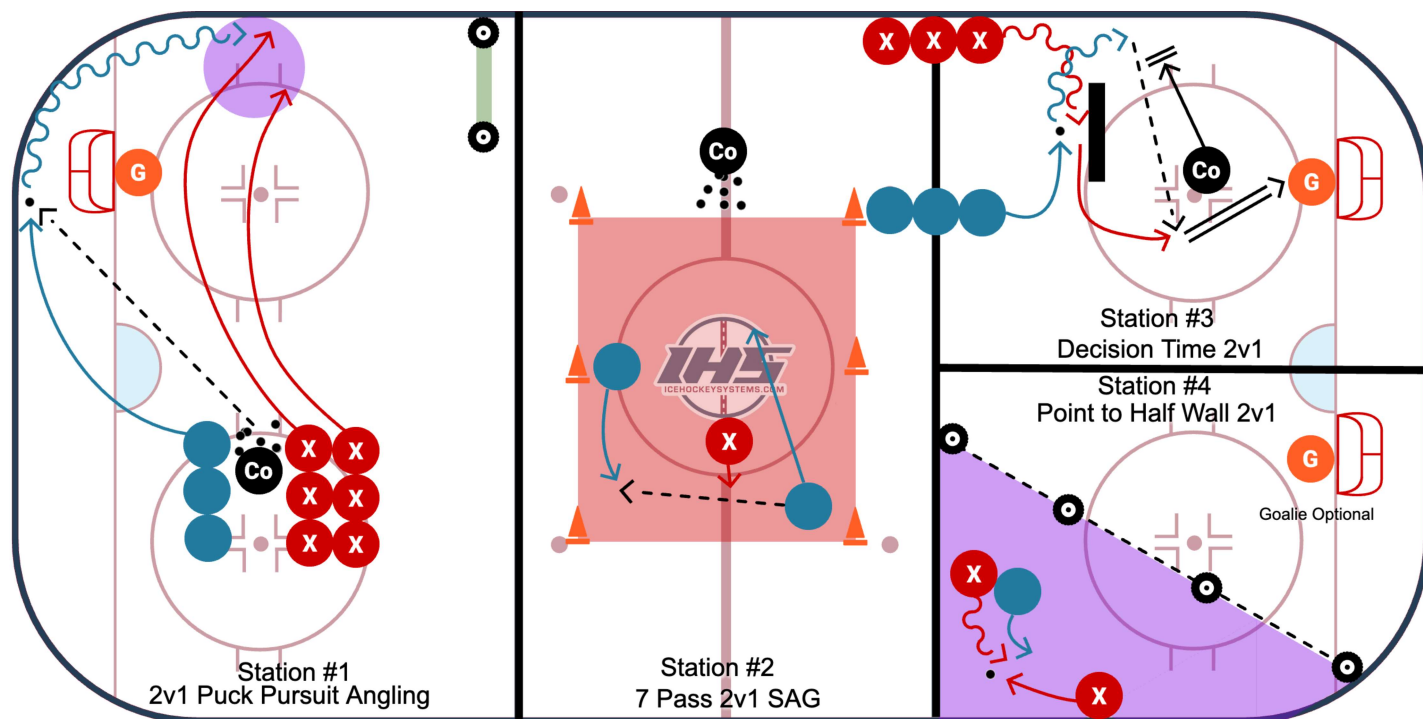 X X X
Co
Co
G
G
IHS
ICEHOCKEYSYSTEMS.COM
Station #3
Decision Time 2v1
Station #4
Point to Half Wall 2v1
X
X X
Co
G
Goalie Optional
X X
X X
X
X
Station #1
2v1 Puck Pursuit Angling
Station #2
7 Pass 2v1 SAG